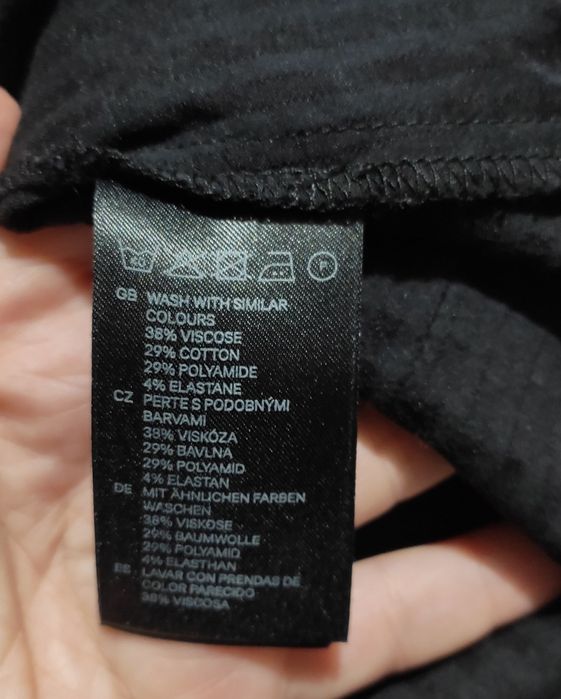 GB WASH WITH SIMILAR
COLOURS
38% VISCOSE
29% COTTON
29% POLYAMIDE
4% ELASTANE
CZ PERTE S PODOBNÝMI
BARVAMI
38% VISKÓZA
29% BAVLNA
29% POLYAMID
4% ELASTAN
DE MIT ÄHNLICHEN FARBEN
WASCHEN
38% VISKOSE
29% BAUMWOLLE
29% POLYAMID
4% ELASTHAN
ES LAVAR CON PRENDAS DE
COLOR PARECIDO
38% VISCOSA